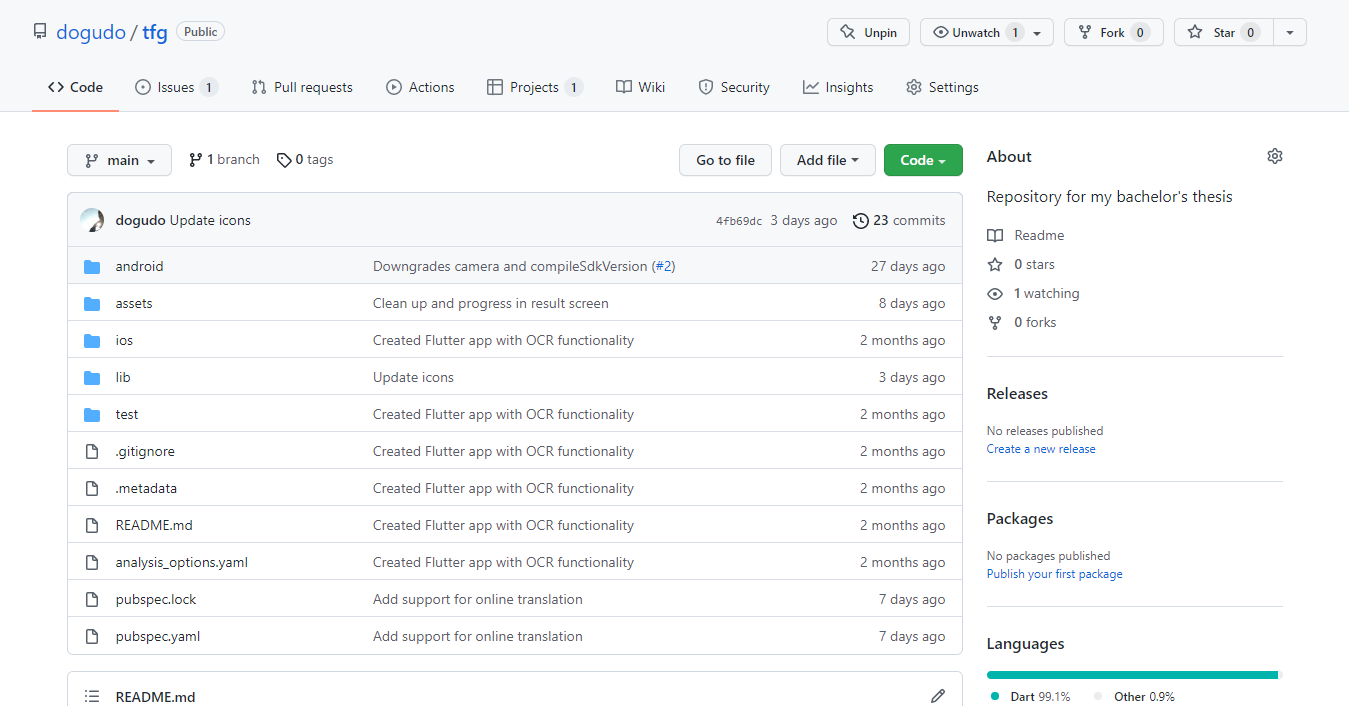 dogudo / tfg Public
Unpin Unwatch 1 Fork 0 Star 0
Code Issues 1 Pull requests Actions Projects 1 Wiki Security Insights Settings
main 1 branch 0 tags Go to file Add file Code
dogudo Update icons 4fb69dc 3 days ago 23 commits
android Downgrades camera and compileSdkVersion (#2) 27 days ago
assets Clean up and progress in result screen 8 days ago
ios Created Flutter app with OCR functionality 2 months ago
lib Update icons 3 days ago
test Created Flutter app with OCR functionality 2 months ago
.gitignore Created Flutter app with OCR functionality 2 months ago
.metadata Created Flutter app with OCR functionality 2 months ago
README.md Created Flutter app with OCR functionality 2 months ago
analysis_options.yaml Created Flutter app with OCR functionality 2 months ago
pubspec.lock Add support for online translation 7 days ago
pubspec.yaml Add support for online translation 7 days ago
README.md
About
Repository for my bachelor's thesis
Readme
0 stars
1 watching
0 forks
Releases
No releases published
Create a new release
Packages
No packages published
Publish your first package
Languages
Dart 99.1% Other 0.9%